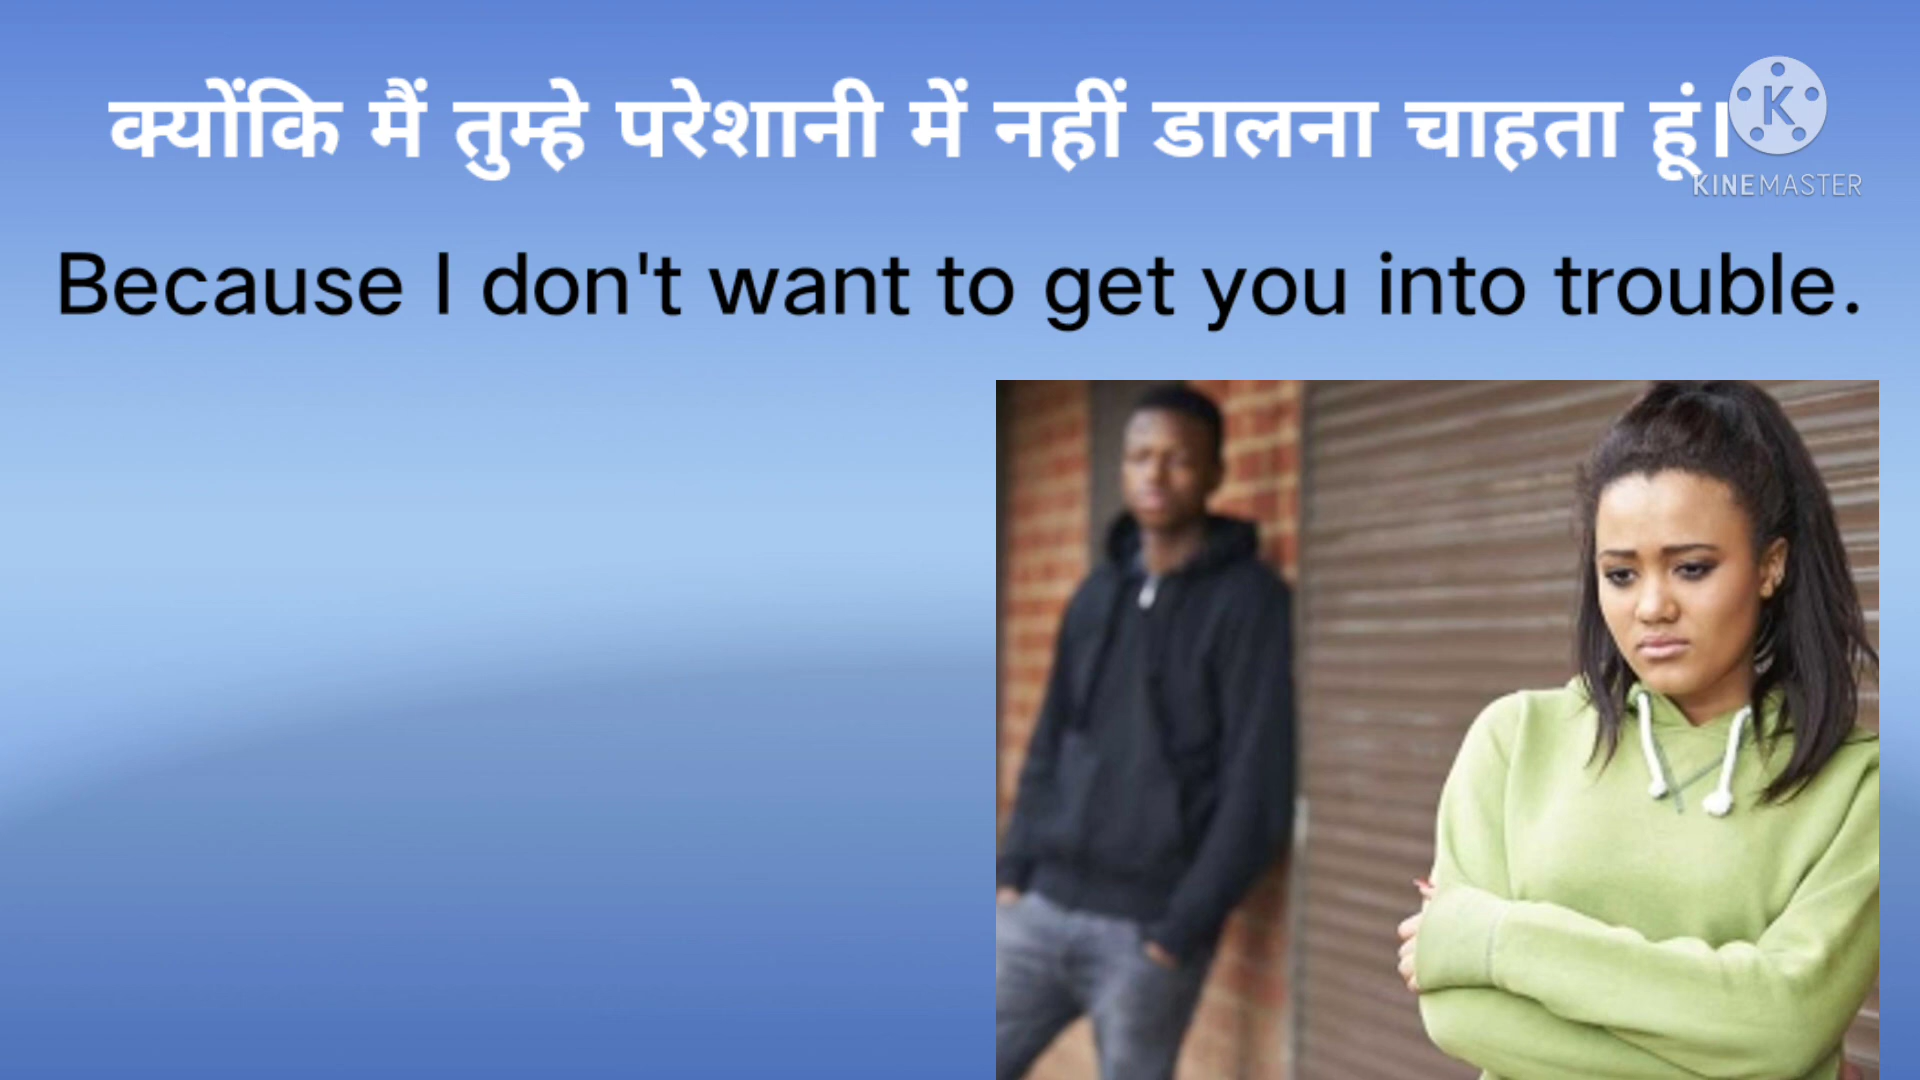 क्योंकि मैं तुम्हे परेशानी में नहीं डालना चाहता हूं।
K
KINEMASTER
Because I don't want to get you into trouble.